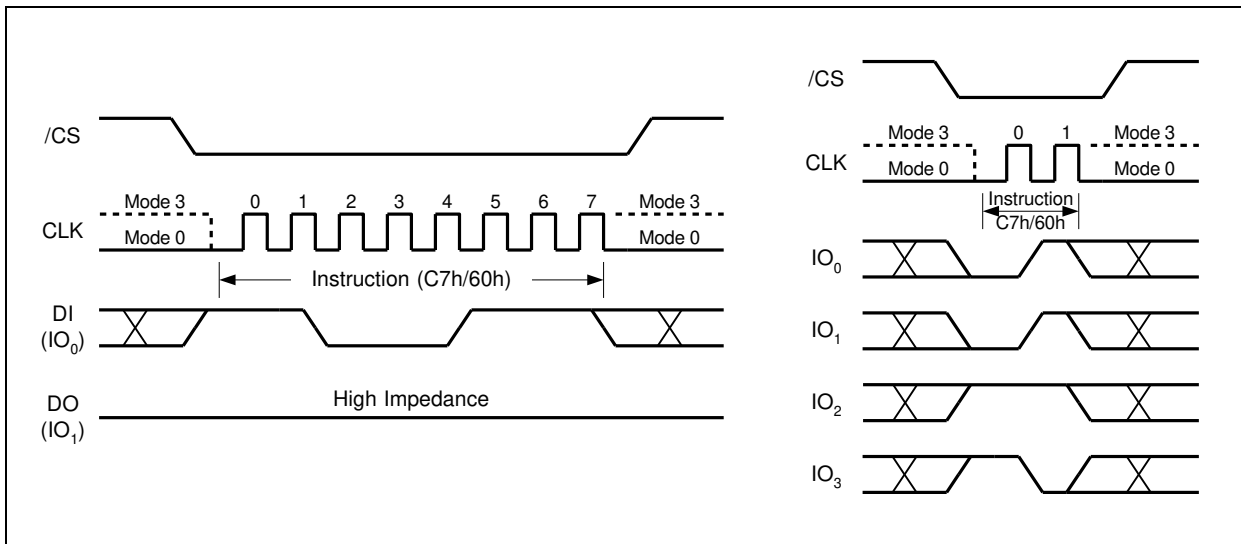 /CS
Mode 3 0 1 2 3 4 5 6 7 Mode 3
CLK Mode 0 Mode 0
Instruction (C7h/60h)
DI
(IO0)
DO High Impedance
(IO1)
/CS
Mode 3 0 1 Mode 3
CLK Mode 0 Mode 0
Instruction
C7h/60h
IO0
IO1
IO2
IO3